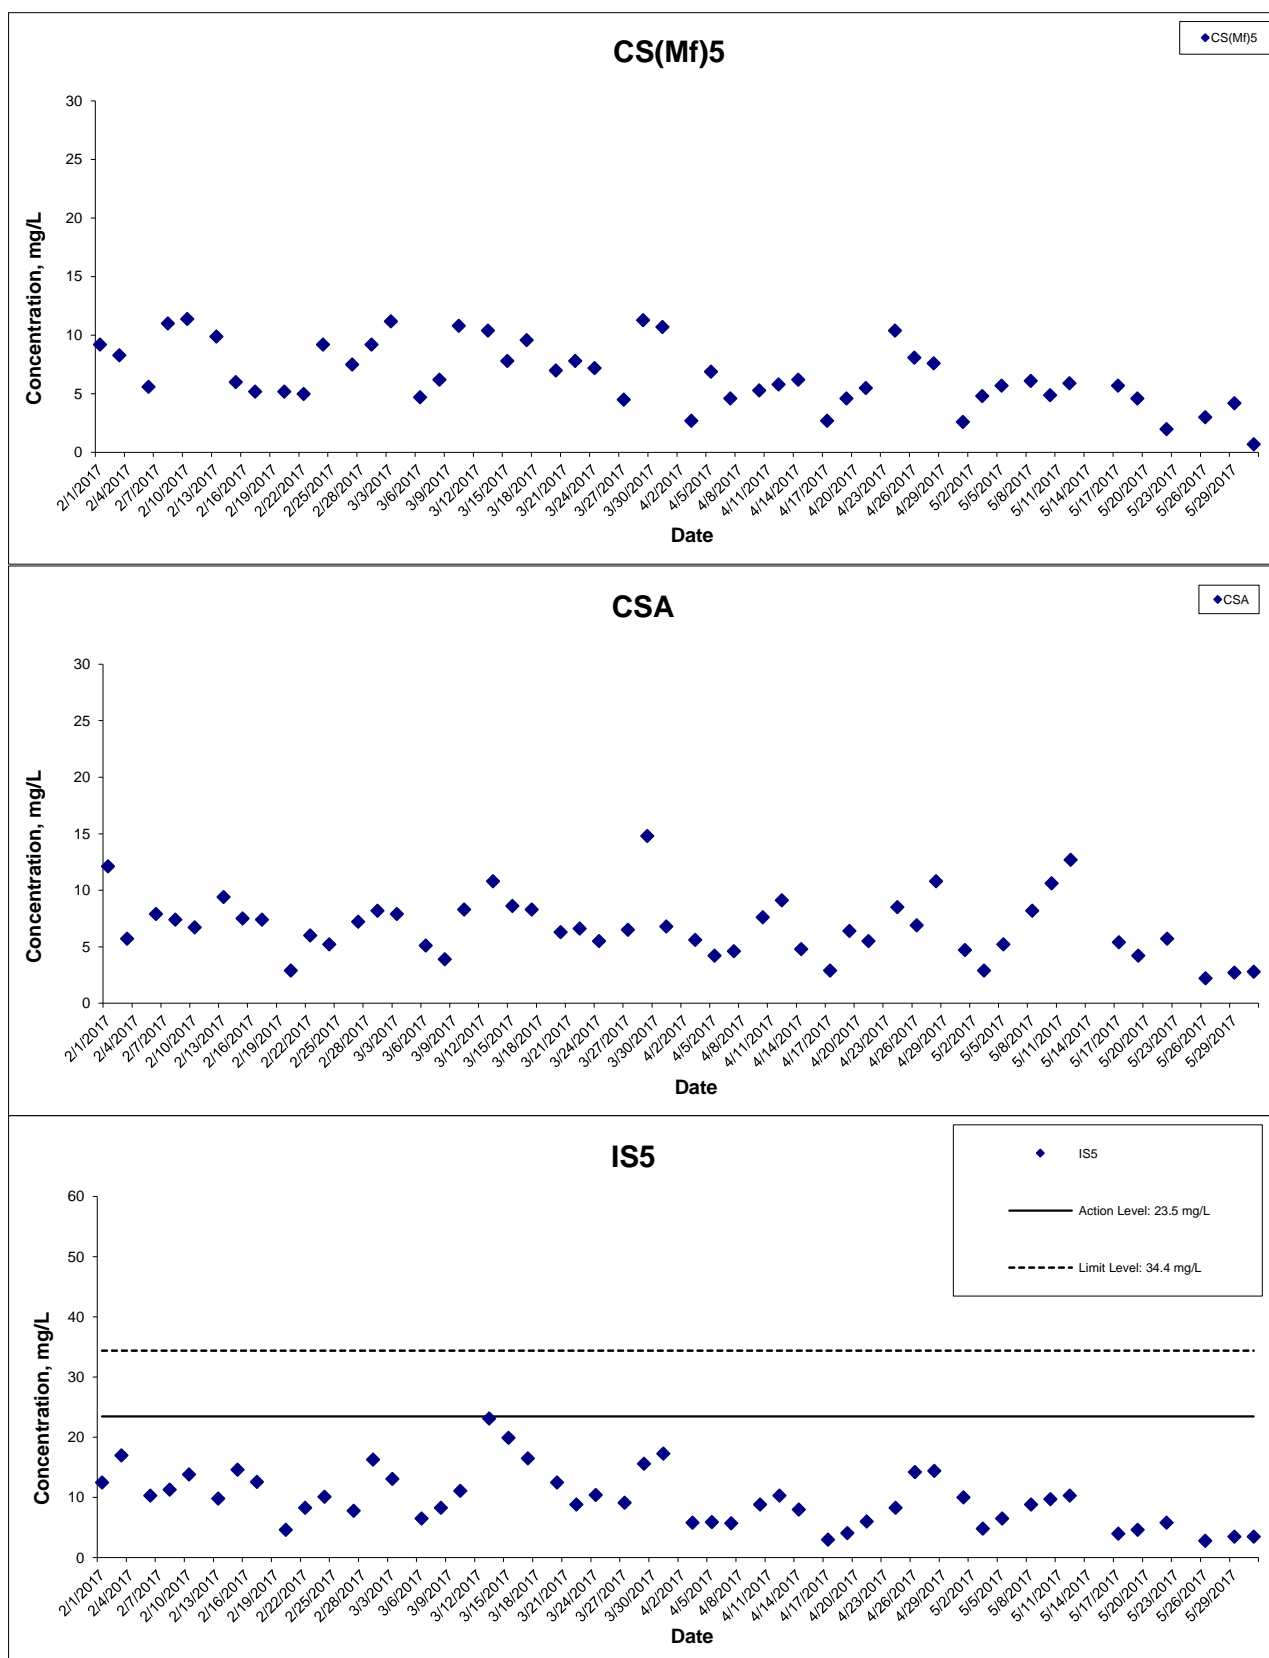 CS(Mf)5
CS(Mf)5
Concentration, mg/L
30
25
20
15
10
5
0
2/1/2017 2/4/2017 2/7/2017 2/10/2017 2/13/2017 2/16/2017 2/19/2017 2/22/2017 2/25/2017 2/28/2017 3/3/2017 3/6/2017 3/9/2017 3/12/2017 3/15/2017 3/18/2017 3/21/2017 3/24/2017 3/27/2017 3/30/2017 4/2/2017 4/5/2017 4/8/2017 4/11/2017 4/14/2017 4/17/2017 4/20/2017 4/23/2017 4/26/2017 4/29/2017 5/2/2017 5/5/2017 5/8/2017 5/11/2017 5/14/2017 5/17/2017 5/20/2017 5/23/2017 5/26/2017 5/29/2017
Date
CSA
CSA
Concentration, mg/L
30
25
20
15
10
5
0
2/1/2017 2/4/2017 2/7/2017 2/10/2017 2/13/2017 2/16/2017 2/19/2017 2/22/2017 2/25/2017 2/28/2017 3/3/2017 3/6/2017 3/9/2017 3/12/2017 3/15/2017 3/18/2017 3/21/2017 3/24/2017 3/27/2017 3/30/2017 4/2/2017 4/5/2017 4/8/2017 4/11/2017 4/14/2017 4/17/2017 4/20/2017 4/23/2017 4/26/2017 4/29/2017 5/2/2017 5/5/2017 5/8/2017 5/11/2017 5/14/2017 5/17/2017 5/20/2017 5/23/2017 5/26/2017 5/29/2017
Date
IS5
IS5
Action Level: 23.5 mg/L
Limit Level: 34.4 mg/L
Concentration, mg/L
60
50
40
30
20
10
0
2/1/2017 2/4/2017 2/7/2017 2/10/2017 2/13/2017 2/16/2017 2/19/2017 2/22/2017 2/25/2017 2/28/2017 3/3/2017 3/6/2017 3/9/2017 3/12/2017 3/15/2017 3/18/2017 3/21/2017 3/24/2017 3/27/2017 3/30/2017 4/2/2017 4/5/2017 4/8/2017 4/11/2017 4/14/2017 4/17/2017 4/20/2017 4/23/2017 4/26/2017 4/29/2017 5/2/2017 5/5/2017 5/8/2017 5/11/2017 5/14/2017 5/17/2017 5/20/2017 5/23/2017 5/26/2017 5/29/2017
Date